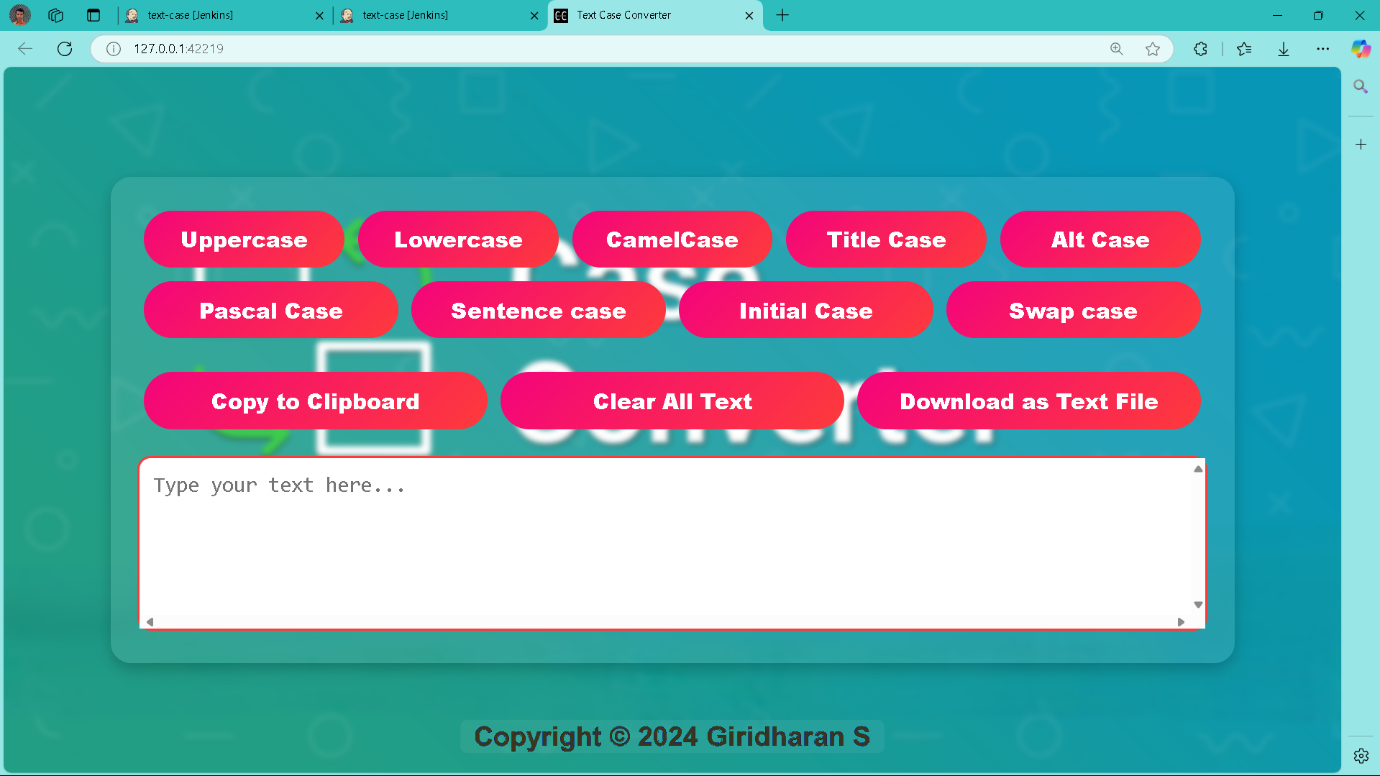 text-case [Jenkins] text-case [Jenkins] Text Case Converter
127.0.0.1:42219
Uppercase Lowercase CamelCase Title Case Alt Case
Case
Pascal Case Sentence case Initial Case Swap case
Copy to Clipboard Clear All Text Download as Text File
Converter
Type your text here...
Copyright © 2024 Giridharan S